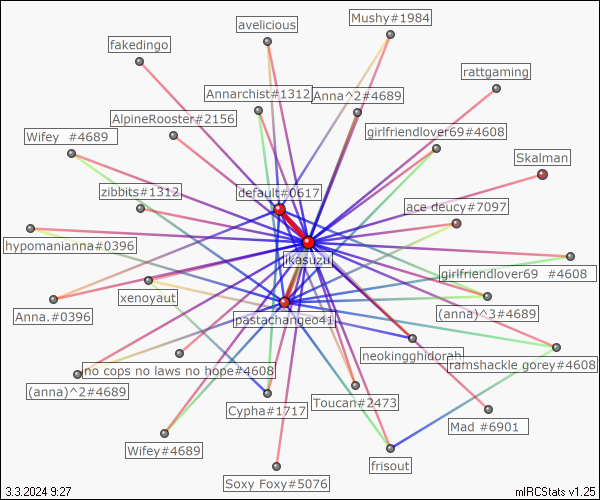 Mushy#1984
avelicious
fakedingo
rattgaming
Annarchist#1312
Anna^2#4689
AlpineRooster#2156
girlfriendlover69#4608
Wifey  #4689
Skalman
zibbits#1312
default#0617
ace deucy#7097
hypomanianna#0396
ikasuzu
girlfriendlover69  #4608
xenoyaut
Anna.#0396
pastachangeo41
(anna)^3#4689
neokingghidorah
ramshackle gorey#4608
no cops no laws no hope#4608
(anna)^2#4689
Toucan#2473
Cypha#1717
Mad  #6901
Wifey#4689
frisout
Soxy Foxy#5076
3.3.2024 9:27
mIRCStats v1.25